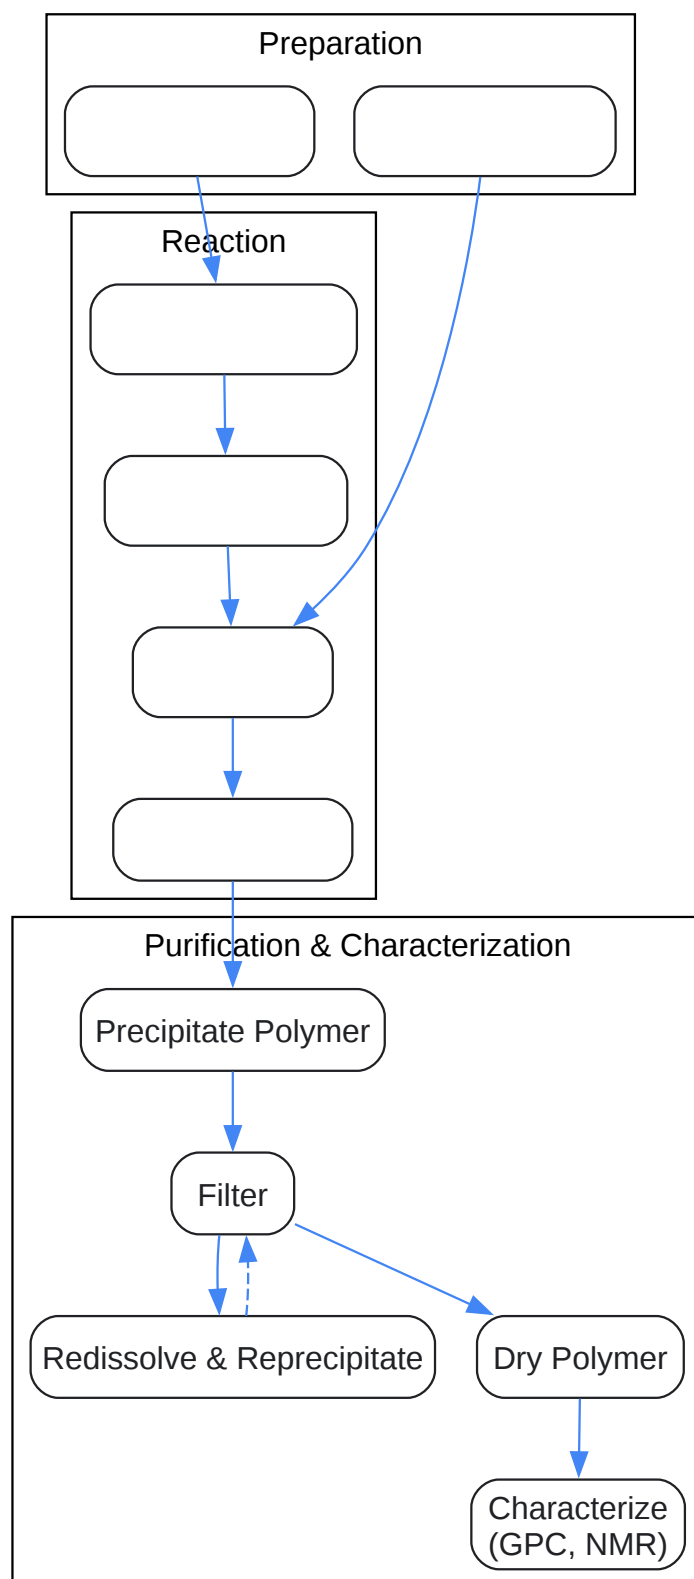 Preparation
Reaction
Purification & Characterization
Precipitate Polymer
Filter
Redissolve & Reprecipitate
Dry Polymer
Characterize
(GPC, NMR)